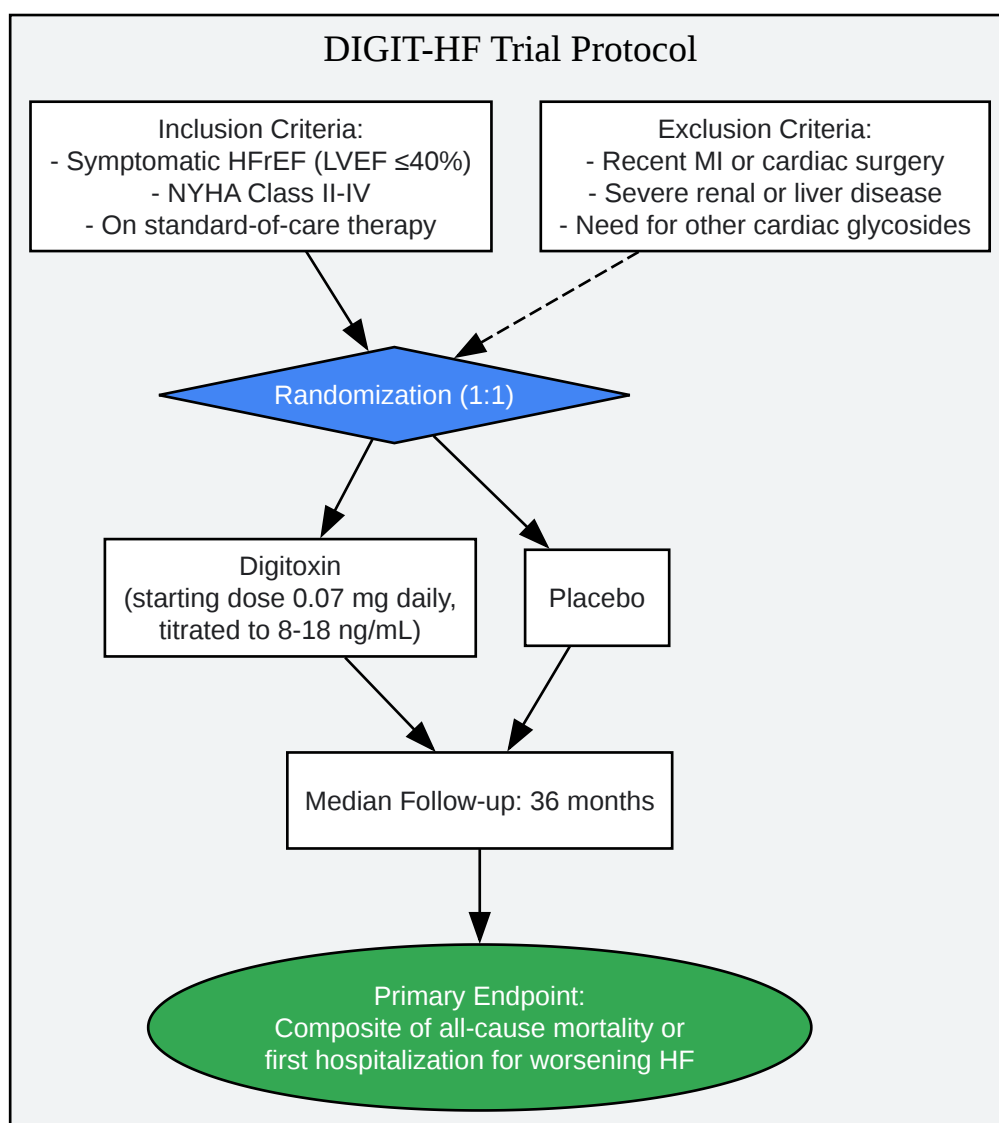 DIGIT-HF Trial Protocol
Inclusion Criteria:
- Symptomatic HFrEF (LVEF ≤40%)
- NYHA Class II-IV
- On standard-of-care therapy
Exclusion Criteria:
- Recent MI or cardiac surgery
- Severe renal or liver disease
- Need for other cardiac glycosides
Randomization (1:1)
Digitoxin
(starting dose 0.07 mg daily,
titrated to 8-18 ng/mL)
Placebo
Median Follow-up: 36 months
Primary Endpoint:
Composite of all-cause mortality or
first hospitalization for worsening HF